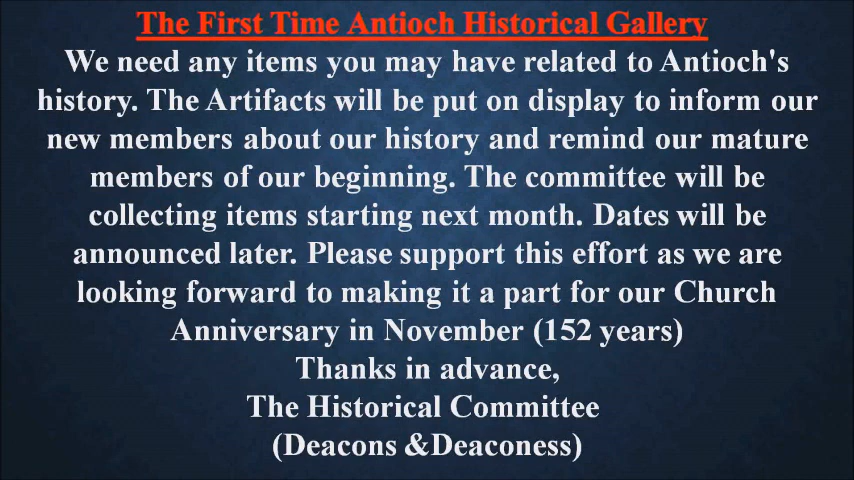 The First Time Antioch Historical Gallery
We need any items you may have related to Antioch's
history. The Artifacts will be put on display to inform our
new members about our history and remind our mature
members of our beginning. The committee will be
collecting items starting next month. Dates will be
announced later. Please support this effort as we are
looking forward to making it a part for our Church
Anniversary in November (152 years)
Thanks in advance,
The Historical Committee
(Deacons &Deaconess)